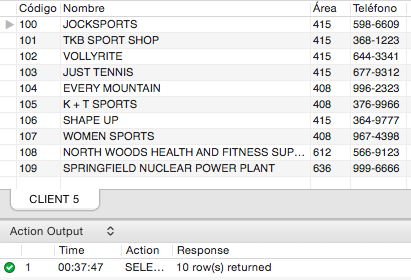 Código Nombre Área Teléfono
100 JOCKSPORTS 415 598-6609
101 TKB SPORT SHOP 415 368-1223
102 VOLLYRITE 415 644-3341
103 JUST TENNIS 415 677-9312
104 EVERY MOUNTAIN 408 996-2323
105 K + T SPORTS 408 376-9966
106 SHAPE UP 415 364-9777
107 WOMEN SPORTS 408 967-4398
108 NORTH WOODS HEALTH AND FITNESS SUP... 612 566-9123
109 SPRINGFIELD NUCLEAR POWER PLANT 636 999-6666
CLIENT 5
Action Output
Time Action Response
1 00:37:47 SELE... 10 row(s) returned